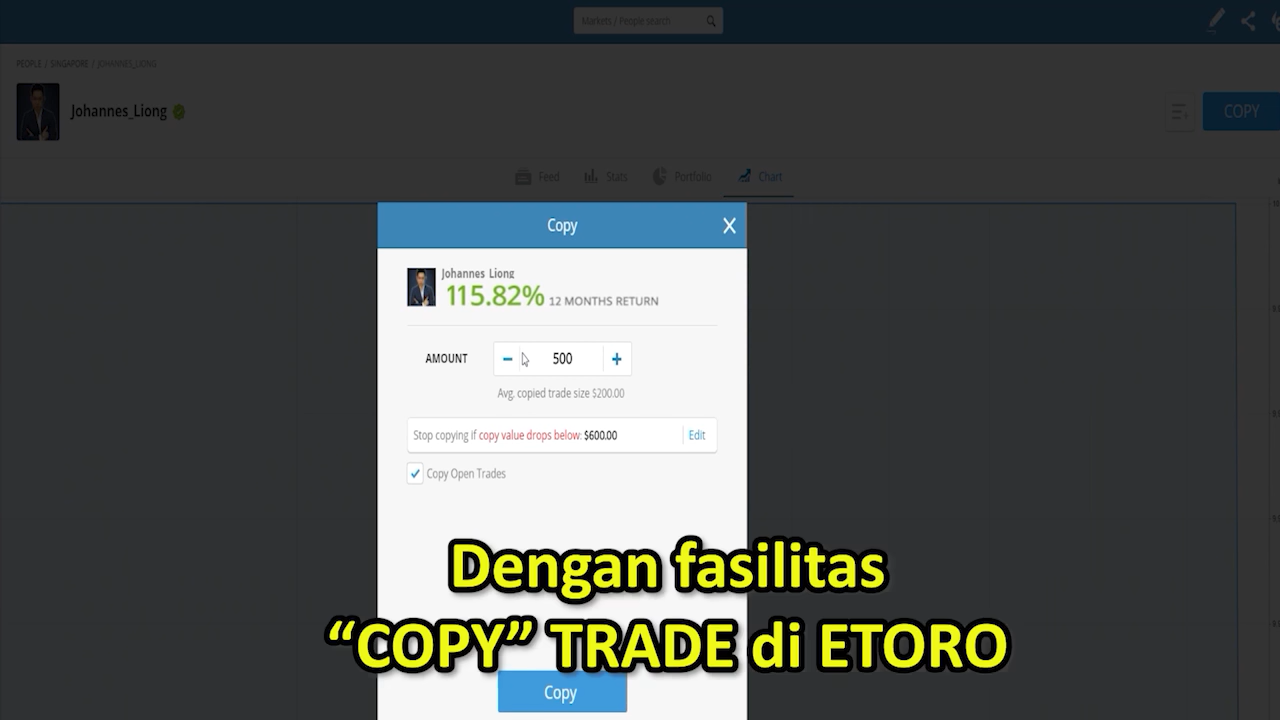 Markets / People search
PEOPLE / SINGAPORE / JOHANNES_LIONG
Johannes_Liong
COPY
Feed
Stats
Portfolio
Chart
Copy
X
Johannes_Liong
115.82% 12 MONTHS RETURN
AMOUNT
− 500 +
Avg. copied trade size $200.00
Stop copying if copy value drops below: $600.00
Edit
Copy Open Trades
Dengan fasilitas
“COPY” TRADE di ETORO
Copy